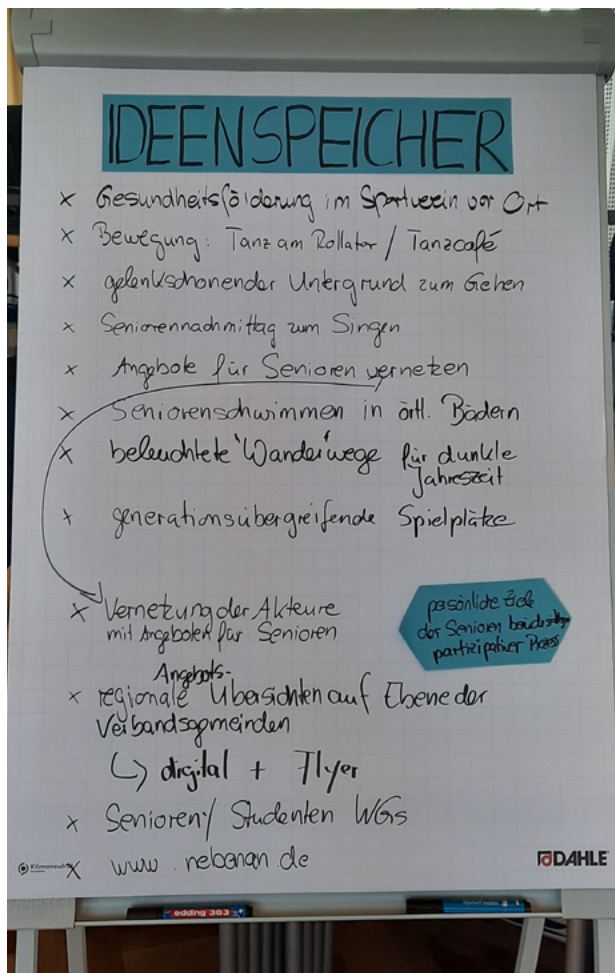 IDEENSPEICHER
x Gesundheitsförderung im Sportverein vor Ort
x Bewegung: Tanz am Rollator / Tanzcafé
x gelenkschonender Untergrund zum Gehen
x Seniorennachmittag zum Singen
x Angebote für Senioren vernetzen
x Seniorenschwimmen in örtl. Bädern
x beleuchtete "Wander"wege für dunkle
Jahreszeit
x generationsübergreifende Spielplätze
x Vernetzung der Akteure
mit Angeboten für Senioren
persönliche Ziele
der Senioren
partizipativer Prozess
Angebots-
x regionale Übersichten auf Ebene der
Verbandsgemeinden
↳ digital + Flyer
x Senioren/ Studenten WGs
x www.nebenan.de
DAHLE
edding 383